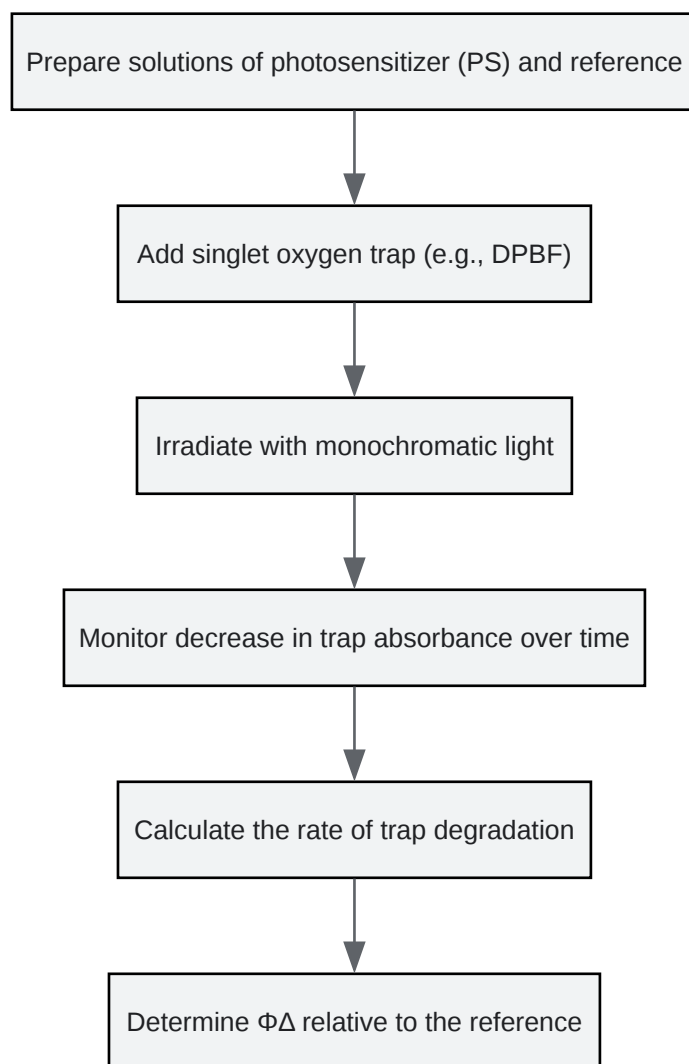 Prepare solutions of photosensitizer (PS) and reference
Add singlet oxygen trap (e.g., DPBF)
Irradiate with monochromatic light
Monitor decrease in trap absorbance over time
Calculate the rate of trap degradation
Determine ΦΔ relative to the reference